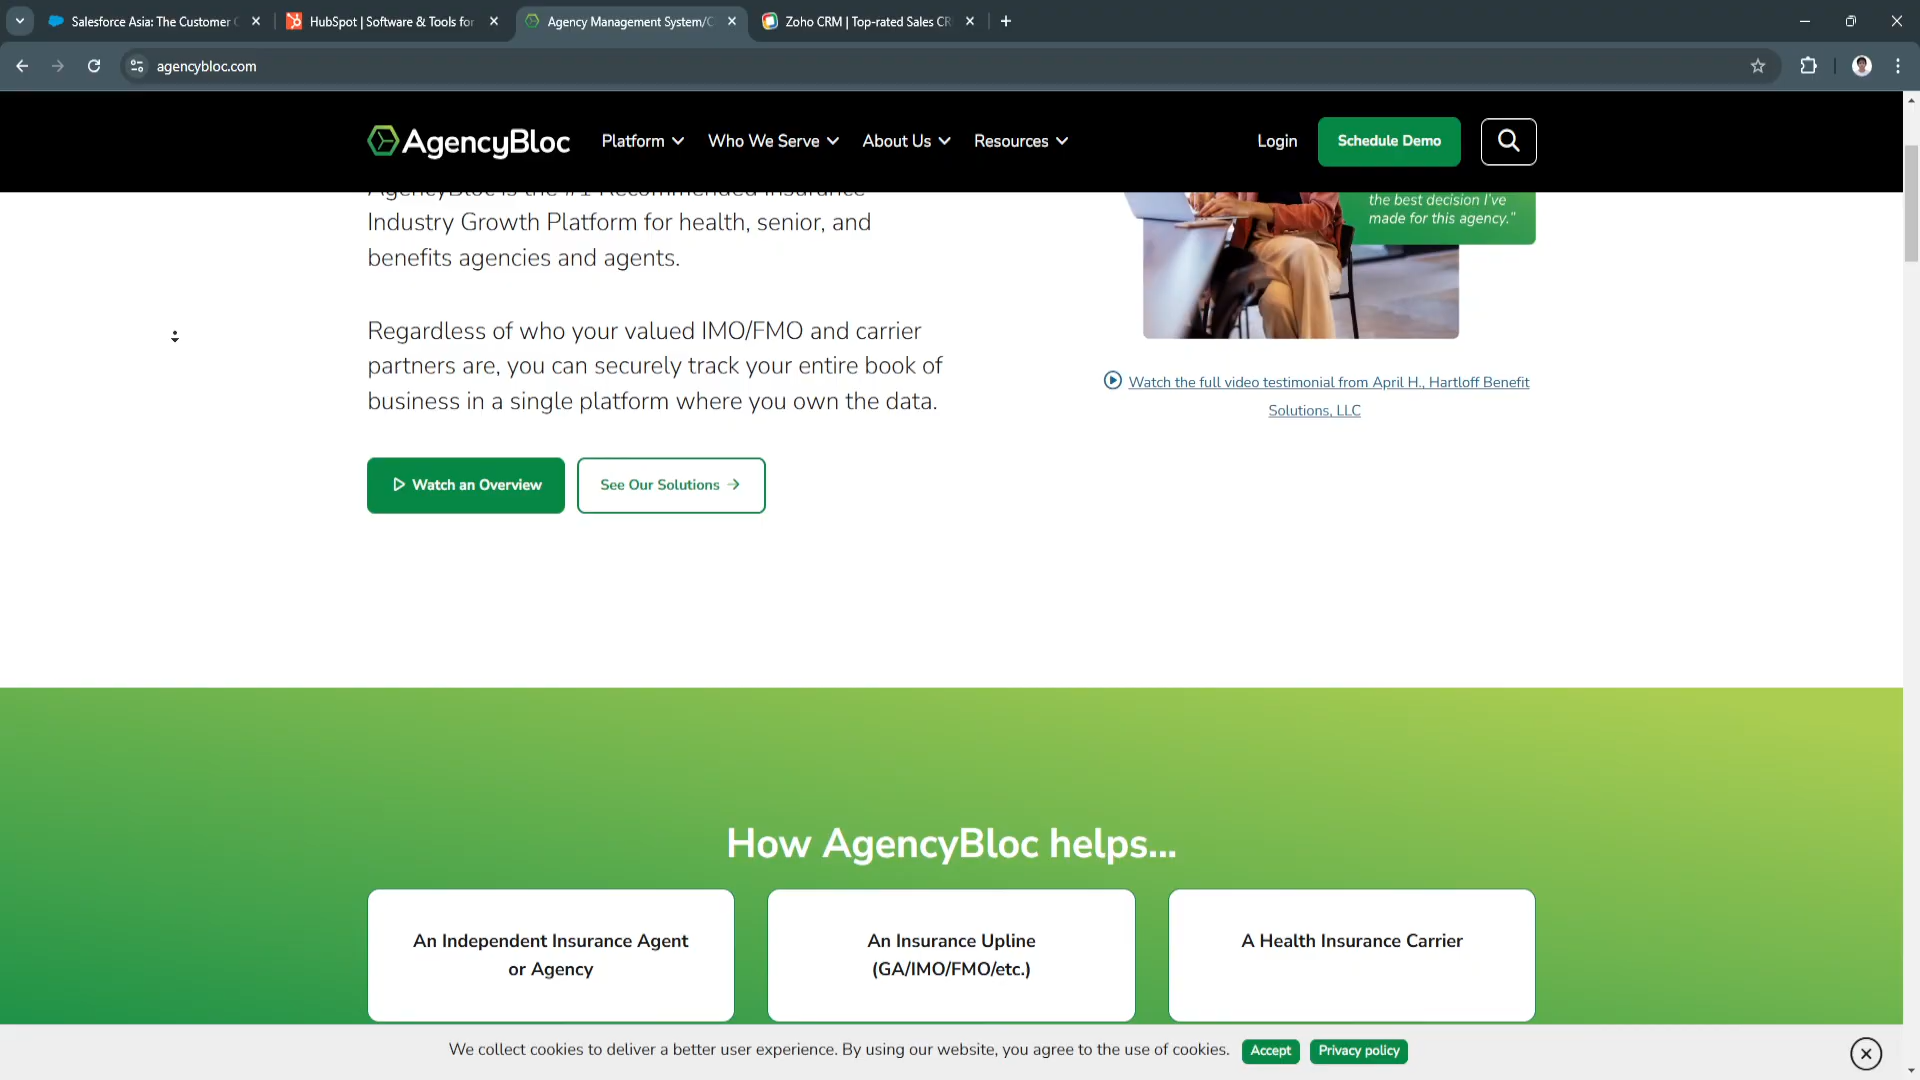 Salesforce Asia: The Customer
HubSpot | Software & Tools for
Agency Management System/C
Zoho CRM | Top-rated Sales CR
agencybloc.com
AgencyBloc
Platform
Who We Serve
About Us
Resources
Login
Schedule Demo
AgencyBloc is the #1 Recommended Insurance
Industry Growth Platform for health, senior, and
benefits agencies and agents.
Regardless of who your valued IMO/FMO and carrier
partners are, you can securely track your entire book of
business in a single platform where you own the data.
Watch an Overview
See Our Solutions
the best decision I've
made for this agency."
Watch the full video testimonial from April H., Hartloff Benefit
Solutions, LLC
How AgencyBloc helps...
An Independent Insurance Agent
or Agency
An Insurance Upline
(GA/IMO/FMO/etc.)
A Health Insurance Carrier
We collect cookies to deliver a better user experience. By using our website, you agree to the use of cookies.
Accept
Privacy policy